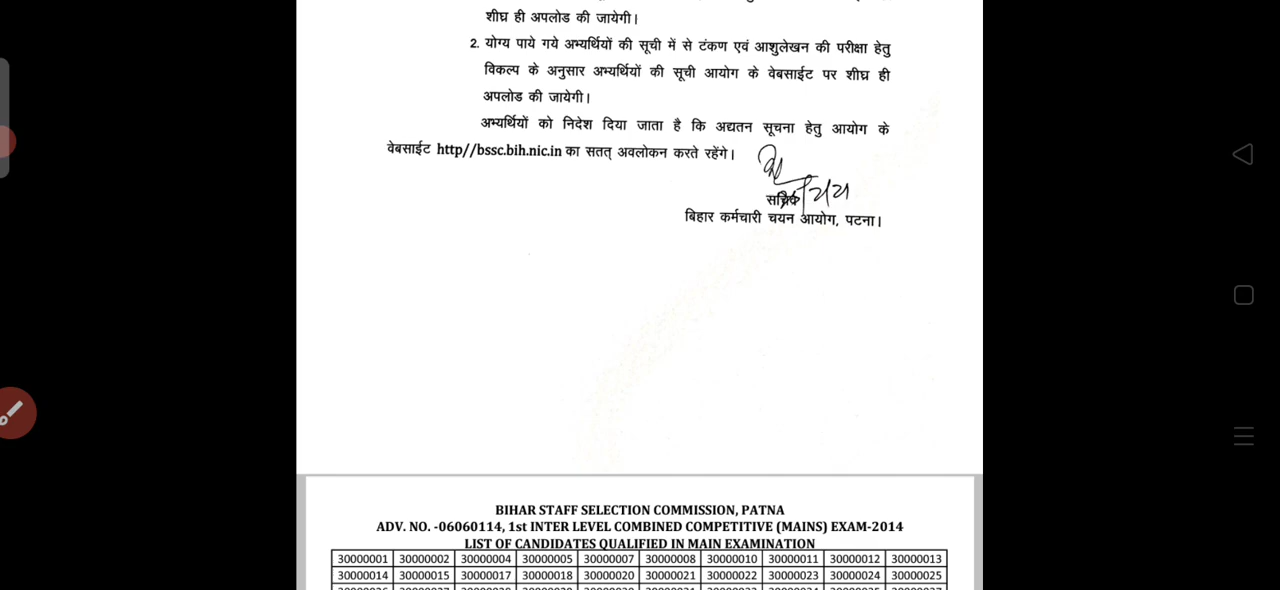 शीघ्र ही अपलोड की जायेगी।
2. योग्य पाये गये अभ्यर्थियों की सूची में से टंकण एवं आशुलेखन की परीक्षा हेतु
विकल्प के अनुसार अभ्यर्थियों की सूची आयोग के वेबसाईट पर शीघ्र ही
अपलोड की जायेगी।
अभ्यर्थियों को निदेश दिया जाता है कि अद्यतन सूचना हेतु आयोग के
वेबसाईट http//bssc.bih.nic.in का सतत् अवलोकन करते रहेंगे।
बिहार कर्मचारी चयन आयोग, पटना।
BIHAR STAFF SELECTION COMMISSION, PATNA
ADV. NO. -06060114, 1st INTER LEVEL COMBINED COMPETITIVE (MAINS) EXAM-2014
LIST OF CANDIDATES QUALIFIED IN MAIN EXAMINATION
30000001 30000002 30000004 30000005 30000007 30000008 30000010 30000011 30000012 30000013
30000014 30000015 30000017 30000018 30000020 30000021 30000022 30000023 30000024 30000025